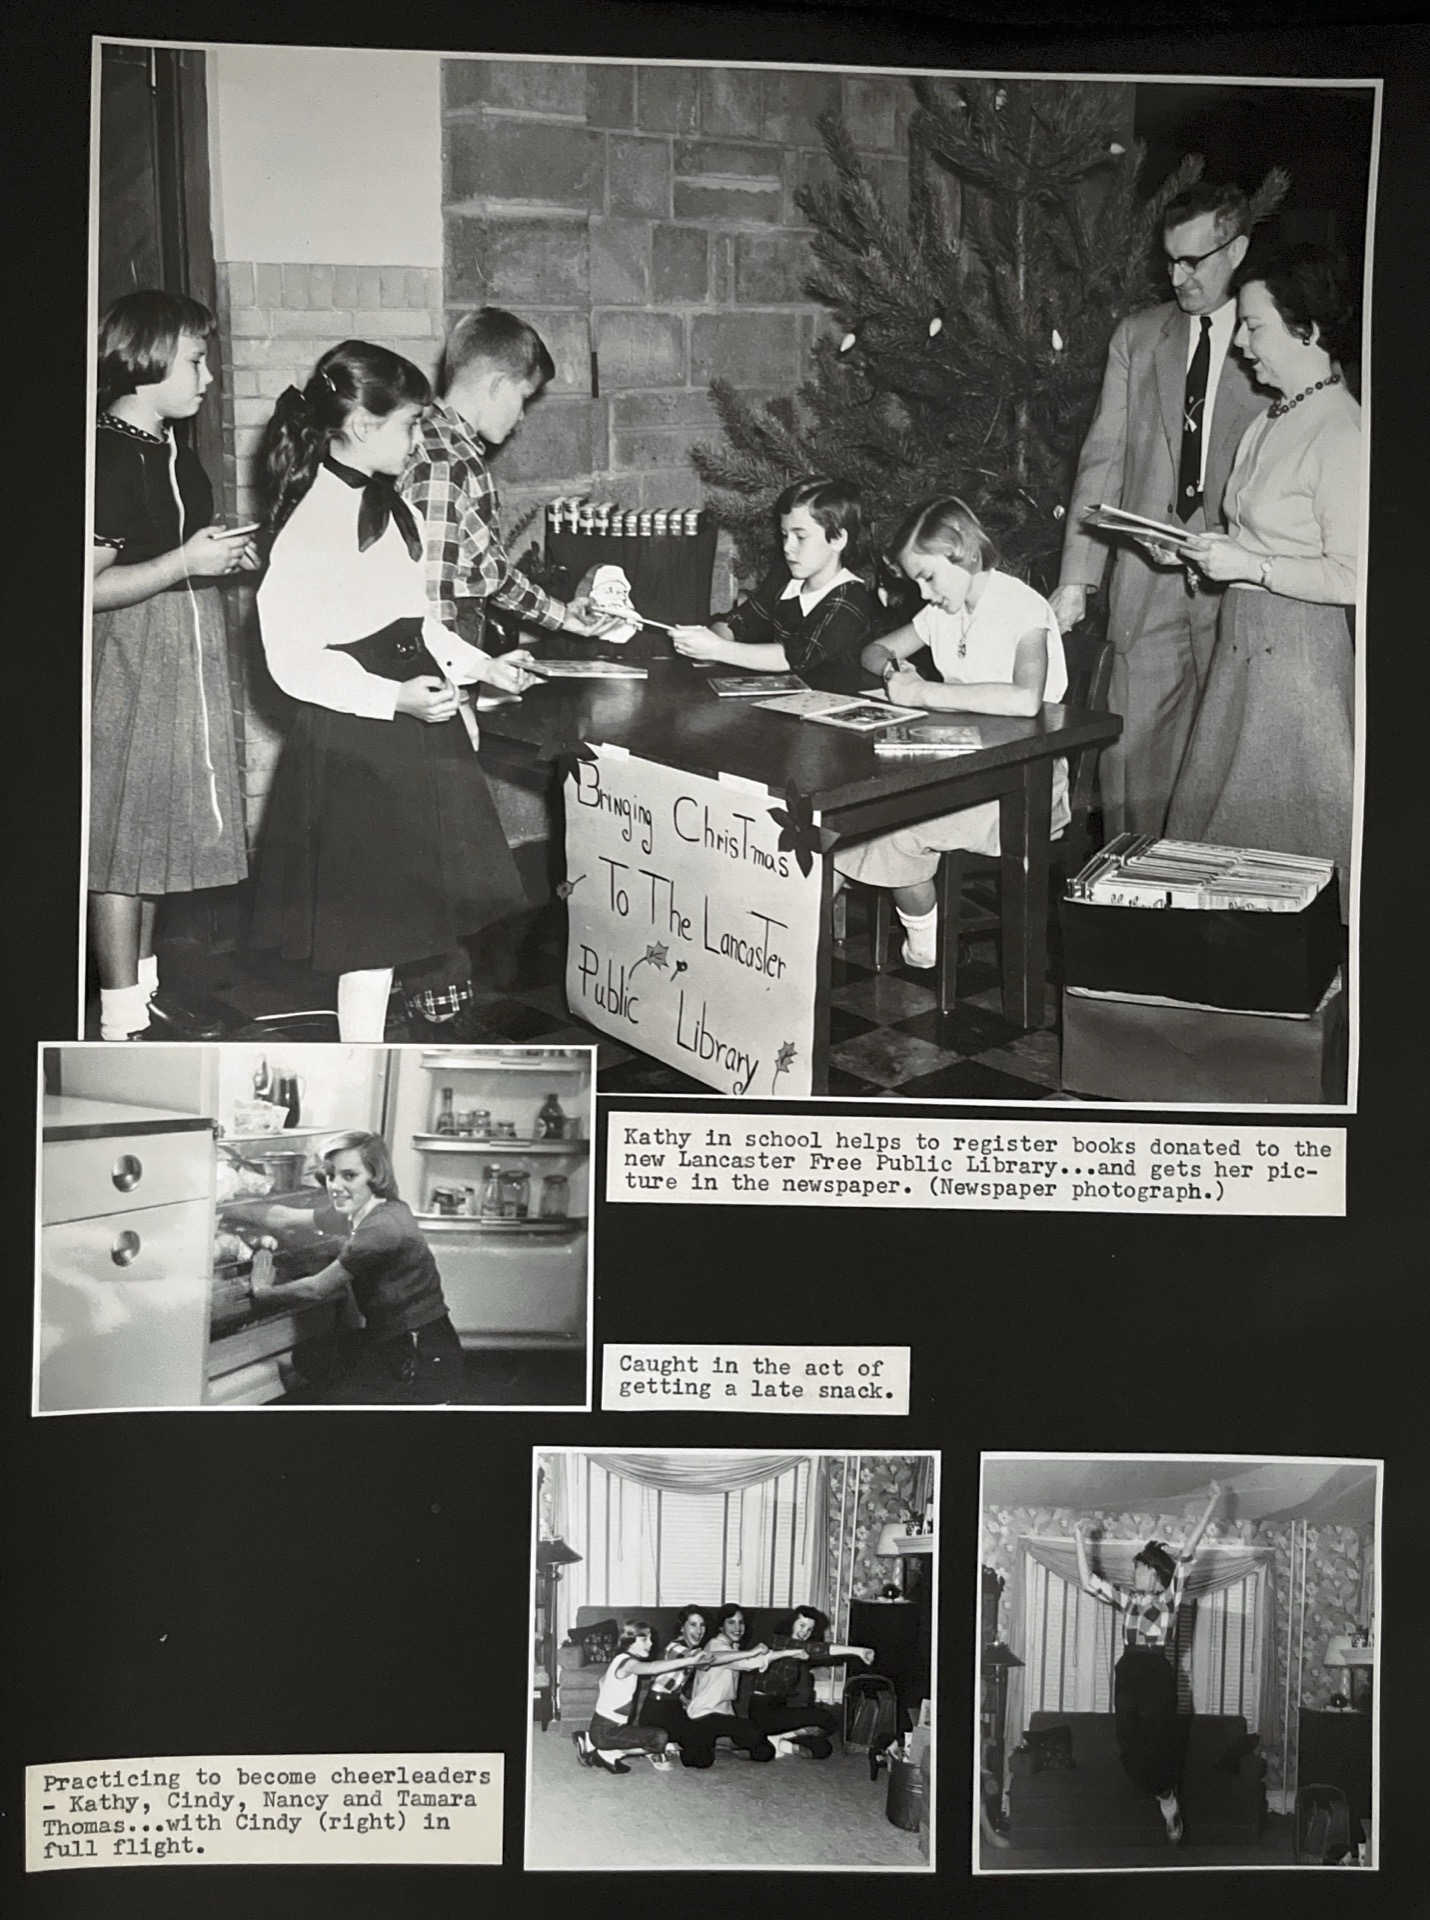 Bringing Christmas
To The Lancaster
Public Library
Kathy in school helps to register books donated to the
new Lancaster Free Public Library...and gets her pic-
ture in the newspaper. (Newspaper photograph.)
Caught in the act of
getting a late snack.
Practicing to become cheerleaders
- Kathy, Cindy, Nancy and Tamara
Thomas...with Cindy (right) in
full flight.